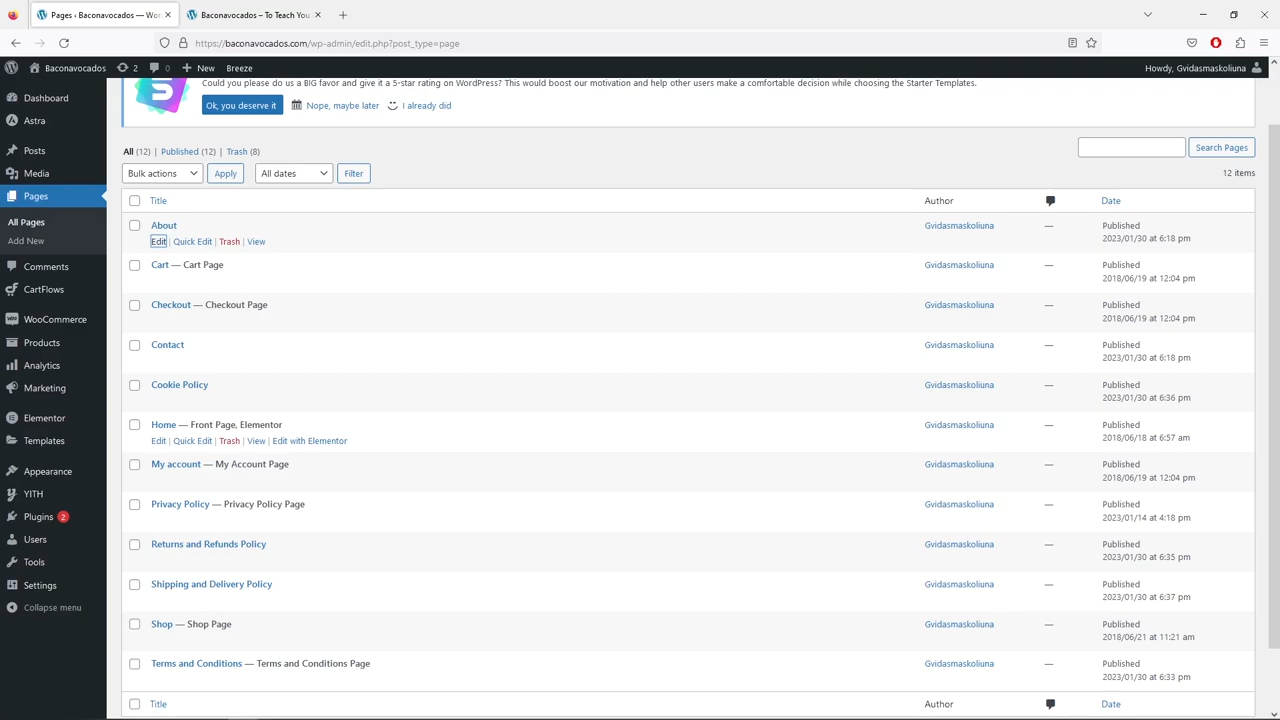 Pages ‹ Baconavocados — Wor
Baconavocados – To Teach You
https://baconavocados.com/wp-admin/edit.php?post_type=page
Baconavocados 2 0 New Breeze Howdy, Gvidasmaskoliuna
Could you please do us a BIG favor and give it a 5-star rating on WordPress? This would boost our motivation and help other users make a comfortable decision while choosing the Starter Templates.
Ok, you deserve it Nope, maybe later I already did
Dashboard
Astra
Posts
Media
Pages
All Pages
Add New
Comments
CartFlows
WooCommerce
Products
Analytics
Marketing
Elementor
Templates
Appearance
YITH
Plugins 2
Users
Tools
Settings
Collapse menu
All (12) | Published (12) | Trash (8)
Search Pages
Bulk actions Apply All dates Filter 12 items
Title Author Date
About Gvidasmaskoliuna — Published
Edit | Quick Edit | Trash | View 2023/01/30 at 6:18 pm
Cart — Cart Page Gvidasmaskoliuna — Published
2018/06/19 at 12:04 pm
Checkout — Checkout Page Gvidasmaskoliuna — Published
2018/06/19 at 12:04 pm
Contact Gvidasmaskoliuna — Published
2023/01/30 at 6:18 pm
Cookie Policy Gvidasmaskoliuna — Published
2023/01/30 at 6:36 pm
Home — Front Page, Elementor Gvidasmaskoliuna — Published
Edit | Quick Edit | Trash | View | Edit with Elementor 2018/06/18 at 6:57 am
My account — My Account Page Gvidasmaskoliuna — Published
2018/06/19 at 12:04 pm
Privacy Policy — Privacy Policy Page Gvidasmaskoliuna — Published
2023/01/14 at 4:18 pm
Returns and Refunds Policy Gvidasmaskoliuna — Published
2023/01/30 at 6:35 pm
Shipping and Delivery Policy Gvidasmaskoliuna — Published
2023/01/30 at 6:37 pm
Shop — Shop Page Gvidasmaskoliuna — Published
2018/06/21 at 11:21 am
Terms and Conditions — Terms and Conditions Page Gvidasmaskoliuna — Published
2023/01/30 at 6:33 pm
Title Author Date